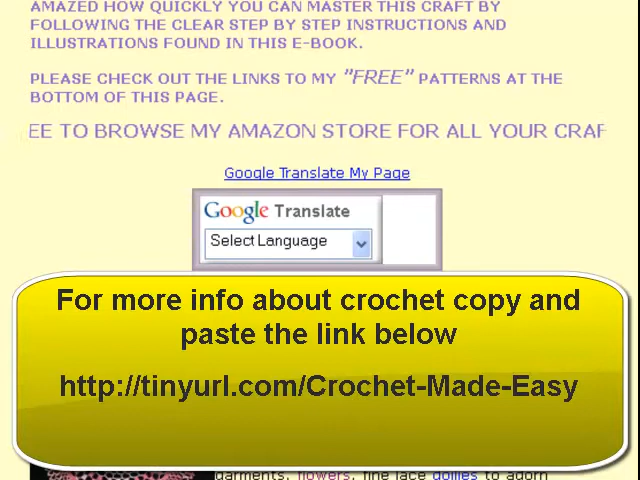 AMAZED HOW QUICKLY YOU CAN MASTER THIS CRAFT BY
FOLLOWING THE CLEAR STEP BY STEP INSTRUCTIONS AND
ILLUSTRATIONS FOUND IN THIS E-BOOK.
PLEASE CHECK OUT THE LINKS TO MY "FREE" PATTERNS AT THE
BOTTOM OF THIS PAGE.
EE TO BROWSE MY AMAZON STORE FOR ALL YOUR CRAF
Google Translate My Page
Google Translate
Select Language
For more info about crochet copy and
paste the link below
http://tinyurl.com/Crochet-Made-Easy
garments, flowers, fine lace doilies to adorn